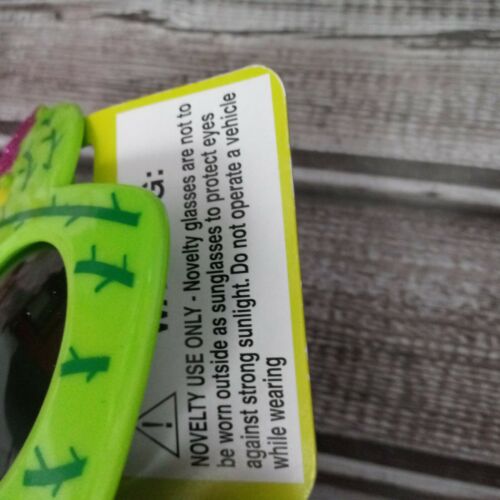 NOVELTY USE ONLY - Novelty glasses are not to
be worn outside as sunglasses to protect eyes
against strong sunlight. Do not operate a vehicle
while wearing